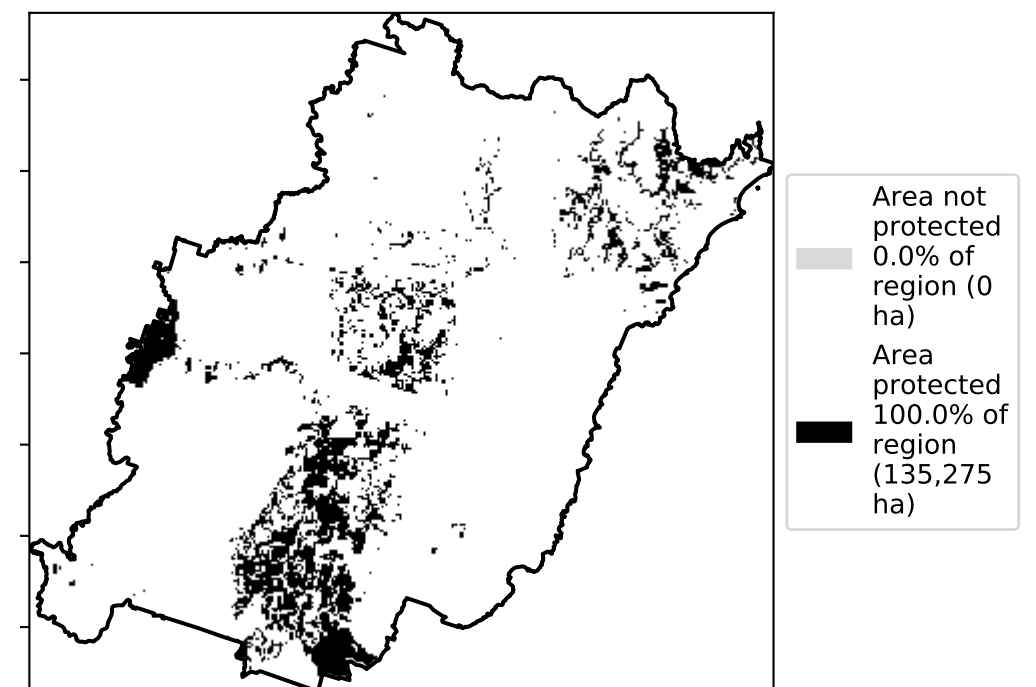 Area not
protected
0.0% of
region (0
ha)
Area
protected
100.0% of
region
(135,275
ha)